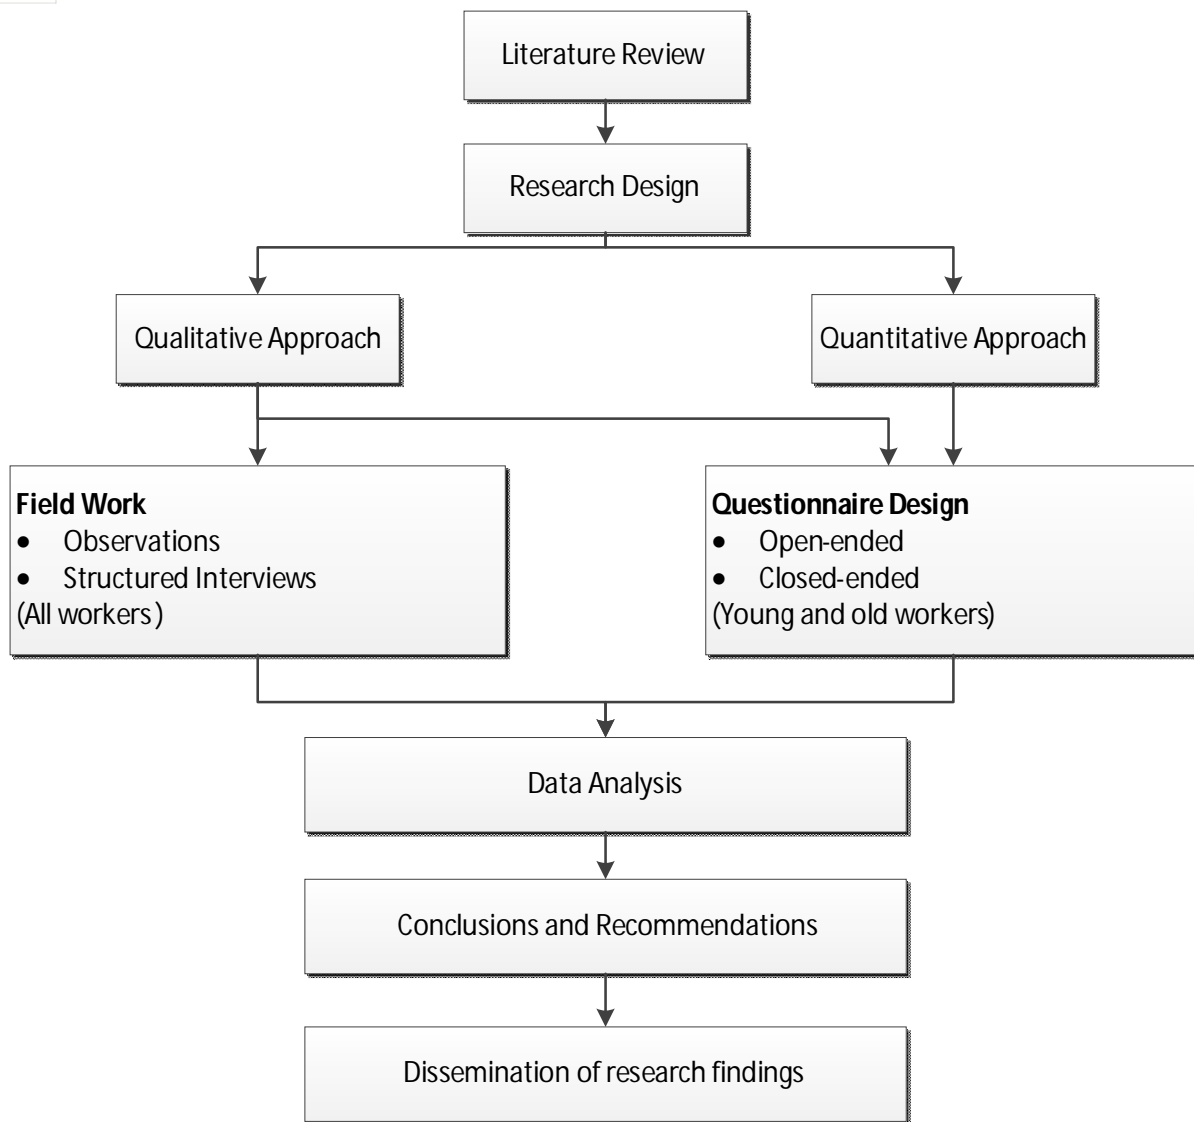 Literature Review
Research Design
Qualitative Approach
Quantitative Approach
Field Work
• Observations
• Structured Interviews
(All workers)
Questionnaire Design
• Open-ended
• Closed-ended
(Young and old workers)
Data Analysis
Conclusions and Recommendations
Dissemination of research findings